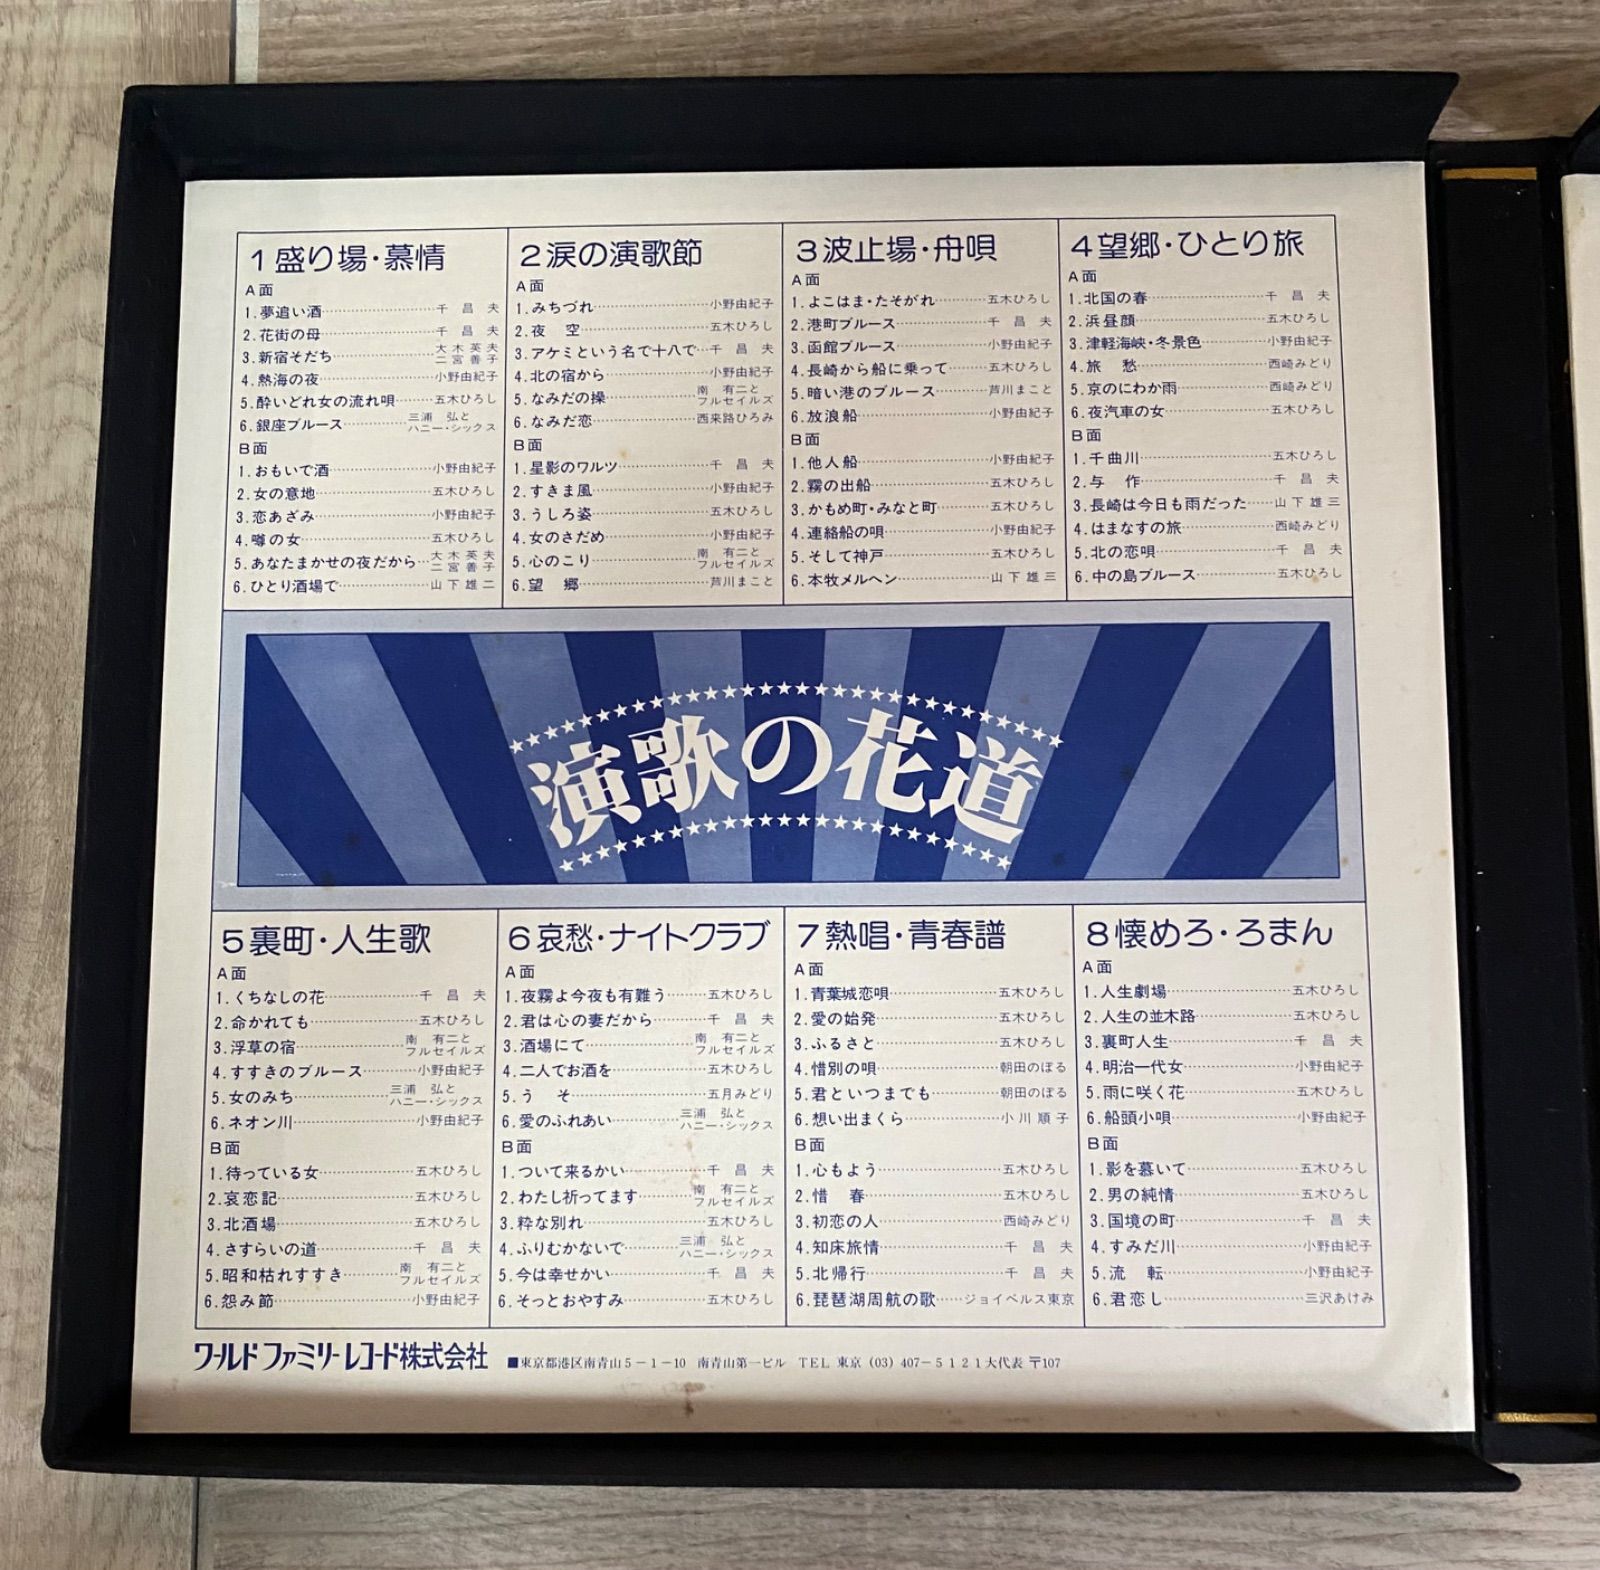 1 盛り場・慕情
A面
1.夢追い酒 千昌夫
2.花街の母 千昌夫
3.新宿そだち 大木英夫 二宮善子
4.熱海の夜 小野由紀子
5.酔いどれ女の流れ唄 五木ひろし
6.銀座ブルース 三浦 弘と ハニー・シックス
B面
1.おもいで酒 小野由紀子
2.女の意地 五木ひろし
3.恋あざみ 小野由紀子
4.噂の女 五木ひろし
5.あなたまかせの夜だから 大木英夫 二宮善子
6.ひとり酒場で 山下雄二
2 涙の演歌節
A面
1.みちづれ 小野由紀子
2.夜 空 五木ひろし
3.アケミという名で十八で 千昌夫
4.北の宿から 小野由紀子
5.なみだの操 南 有二と フルセイルズ
6.なみだ恋 西来路ひろみ
B面
1.星影のワルツ 千昌夫
2.すきま風 小野由紀子
3.うしろ姿 五木ひろし
4.女のさだめ 小野由紀子
5.心のこり 南 有二と フルセイルズ
6.望 郷 芦川まこと
3 波止場・舟唄
A面
1.よこはま・たそがれ 五木ひろし
2.港町ブルース 千昌夫
3.函館ブルース 小野由紀子
4.長崎から船に乗って 五木ひろし
5.暗い港のブルース 芦川まこと
6.放浪船 小野由紀子
B面
1.他人船 小野由紀子
2.霧の出船 五木ひろし
3.かもめ町・みなと町 五木ひろし
4.連絡船の唄 小野由紀子
5.そして神戸 五木ひろし
6.本牧メルヘン 山下雄三
4 望郷・ひとり旅
A面
1.北国の春 千昌夫
2.浜昼顔 五木ひろし
3.津軽海峡・冬景色 小野由紀子
4.旅 愁 西崎みどり
5.京のにわか雨 西崎みどり
6.夜汽車の女 五木ひろし
B面
1.千曲川 五木ひろし
2.与 作 千昌夫
3.長崎は今日も雨だった 山下雄三
4.はまなすの旅 西崎みどり
5.北の恋唄 千昌夫
6.中の島ブルース 五木ひろし
演歌の花道
5 裏町・人生歌
A面
1.くちなしの花 千昌夫
2.命かれても 五木ひろし
3.浮草の宿 南 有二と フルセイルズ
4.すすきのブルース 小野由紀子
5.女のみち 三浦 弘と ハニー・シックス
6.ネオン川 小野由紀子
B面
1.待っている女 五木ひろし
2.哀恋記 五木ひろし
3.北酒場 五木ひろし
4.さすらいの道 千昌夫
5.昭和枯れすすき 南 有二と フルセイルズ
6.怨み節 小野由紀子
6 哀愁・ナイトクラブ
A面
1.夜霧よ今夜も有難う 五木ひろし
2.君は心の妻だから 千昌夫
3.酒場にて 南 有二と フルセイルズ
4.二人でお酒を 五木ひろし
5.う そ 五月みどり
6.愛のふれあい 三浦 弘と ハニー・シックス
B面
1.ついて来るかい 千昌夫
2.わたし祈ってます 南 有二と フルセイルズ
3.粋な別れ 五木ひろし
4.ふりむかないで 三浦 弘と ハニー・シックス
5.今は幸せかい 千昌夫
6.そっとおやすみ 五木ひろし
7 熱唱・青春譜
A面
1.青葉城恋唄 五木ひろし
2.愛の始発 五木ひろし
3.ふるさと 五木ひろし
4.惜別の唄 朝田のぼる
5.君といつまでも 朝田のぼる
6.想い出まくら 小川順子
B面
1.心もよう 五木ひろし
2.惜 春 五木ひろし
3.初恋の人 西崎みどり
4.知床旅情 千昌夫
5.北帰行 千昌夫
6.琵琶湖周航の歌 ジョイベルス東京
8 懐めろ・ろまん
A面
1.人生劇場 五木ひろし
2.人生の並木路 五木ひろし
3.裏町人生 千昌夫
4.明治一代女 小野由紀子
5.雨に咲く花 五木ひろし
6.船頭小唄 小野由紀子
B面
1.影を慕いて 五木ひろし
2.男の純情 五木ひろし
3.国境の町 千昌夫
4.すみだ川 小野由紀子
5.流 転 小野由紀子
6.君恋し 三沢あけみ
ワールドファミリーレコード株式会社 ■東京都港区南青山5-1-10 南青山第一ビル TEL 東京(03)407-5121大代表 〒107